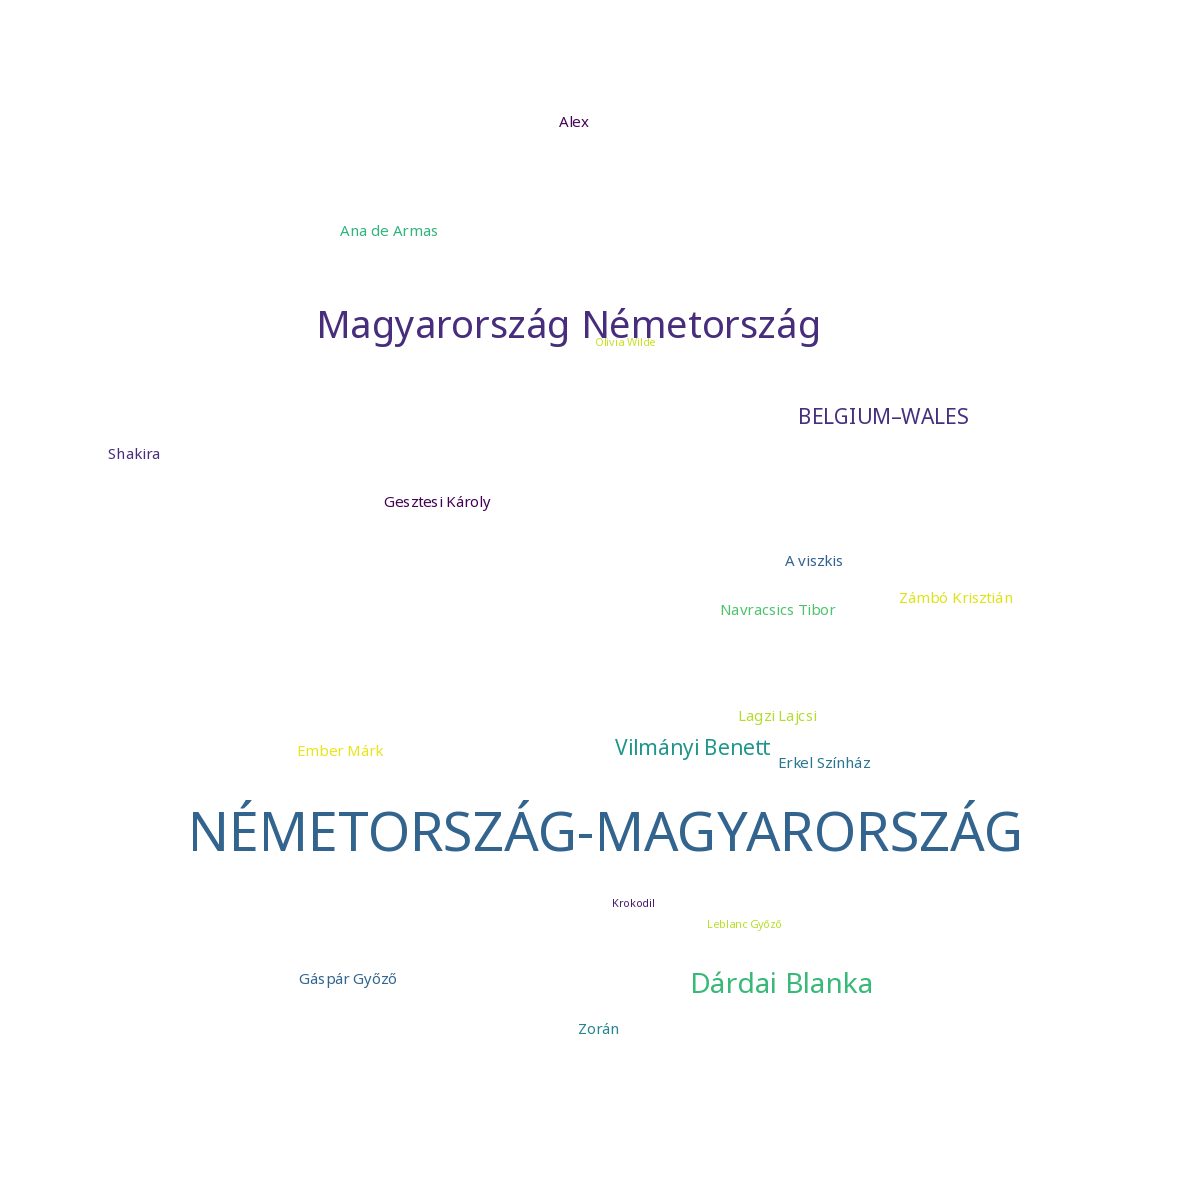 Alex
Ana de Armas
Magyarország Németország
Olivia Wilde
BELGIUM–WALES
Shakira
Gesztesi Károly
A viszkis
Zámbó Krisztián
Navracsics Tibor
Lagzi Lajcsi
Vilmányi Benett
Ember Márk
Erkel Színház
NÉMETORSZÁG-MAGYARORSZÁG
Krokodil
Leblanc Győző
Gáspár Győző
Dárdai Blanka
Zorán